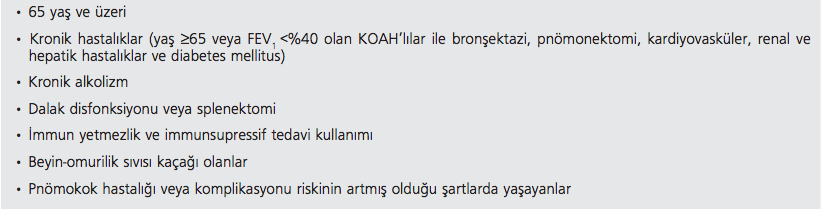 • 65 yaş ve üzeri
• Kronik hastalıklar (yaş ≥65 veya FEV₁ <%40 olan KOAH'lılar ile bronşektazi, pnömonektomi, kardiyovasküler, renal ve
hepatik hastalıklar ve diabetes mellitus)
• Kronik alkolizm
• Dalak disfonksiyonu veya splenektomi
• İmmun yetmezlik ve immunsupressif tedavi kullanımı
• Beyin-omurilik sıvısı kaçağı olanlar
• Pnömokok hastalığı veya komplikasyonu riskinin artmış olduğu şartlarda yaşayanlar